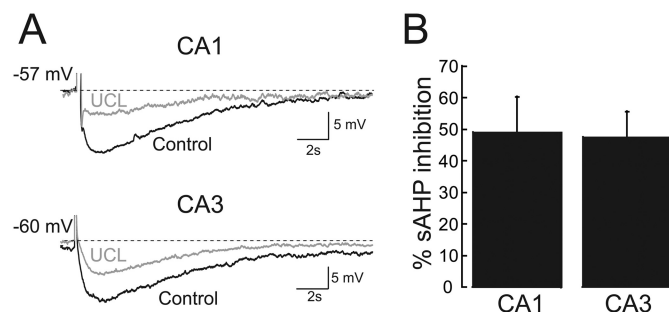 A
CA1
-57 mV
UCL
Control
5 mV
2s
CA3
-60 mV
UCL
Control
5 mV
2s
B
% sAHP inhibition
70
60
50
40
30
20
10
0
CA1
CA3